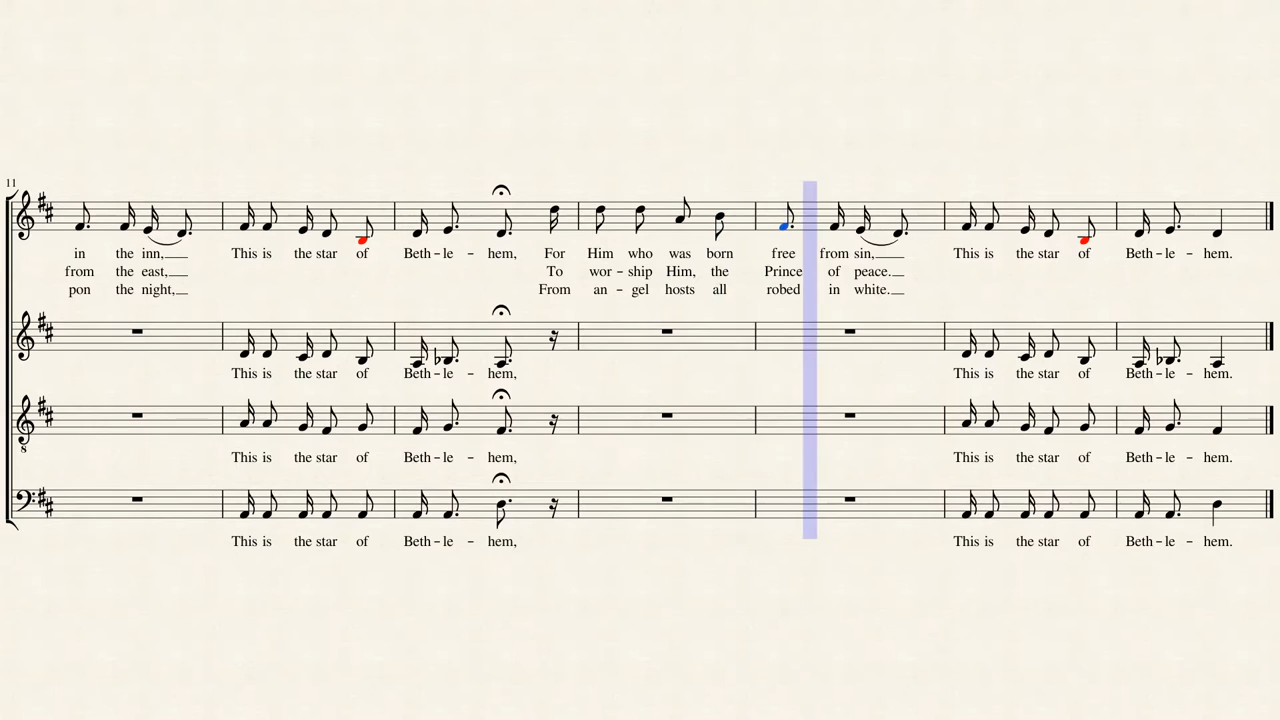 11
in the inn, This is the star of Beth-le-hem, For Him who was born free from sin, This is the star of Beth-le-hem.
from the east, To wor-ship Him, the Prince of peace.
pon the night, From an-gel hosts all robed in white.
This is the star of Beth-le-hem, This is the star of Beth-le-hem.
8
This is the star of Beth-le-hem, This is the star of Beth-le-hem.
This is the star of Beth-le-hem, This is the star of Beth-le-hem.